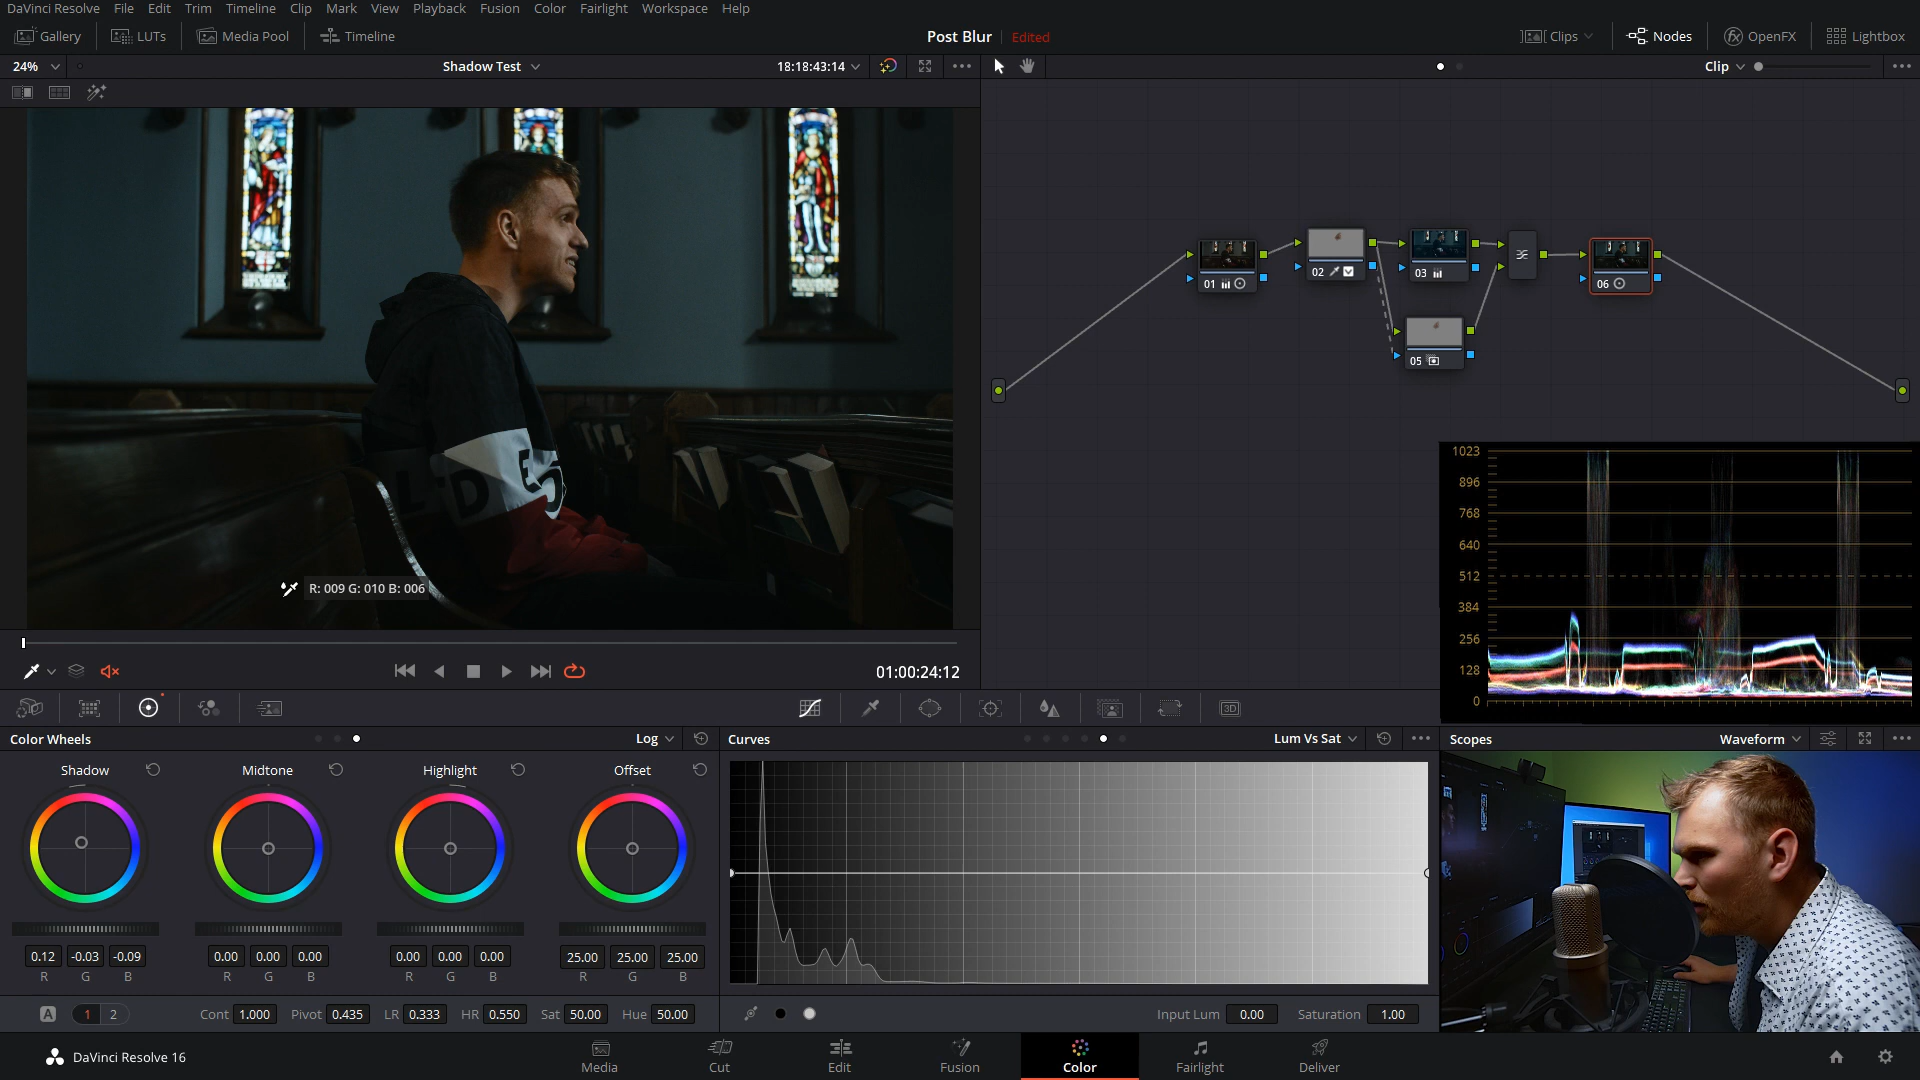 DaVinci Resolve File Edit Trim Timeline Clip Mark View Playback Fusion Color Fairlight Workspace Help
Gallery LUTs Media Pool Timeline Post Blur Edited Clips Nodes OpenFX Lightbox
24% Shadow Test 18:18:43:14 Clip
01
02
03
05
06
R: 009 G: 010 B: 006
1023
896
768
640
512
384
256
128
0
01:00:24:12
3D
Color Wheels Log Curves Lum Vs Sat Scopes Waveform
Shadow Midtone Highlight Offset
0.12 -0.03 -0.09 0.00 0.00 0.00 0.00 0.00 0.00 25.00 25.00 25.00
R G B R G B R G B R G B
A 1 2 Cont 1.000 Pivot 0.435 LR 0.333 HR 0.550 Sat 50.00 Hue 50.00 Input Lum 0.00 Saturation 1.00
DaVinci Resolve 16 Media Cut Edit Fusion Color Fairlight Deliver